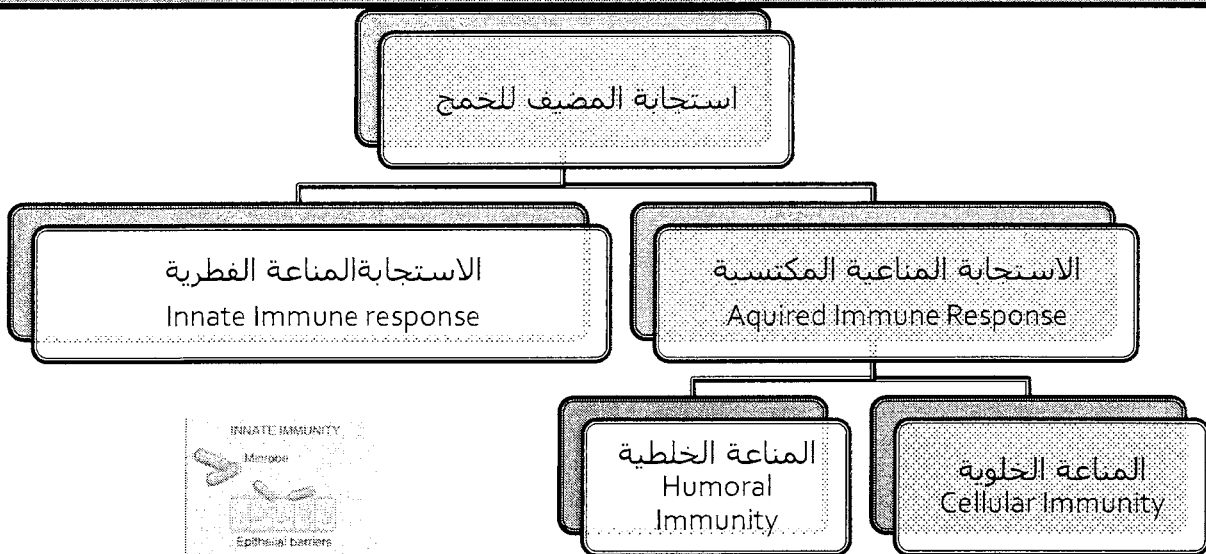 استجابة المضيف للخمج
الاستجابةالمناعة الفطرية
Innate Immune response
الاستجابة المناعية المكتسبة
Aquired Immune Response
المناعة الخلطية
Humoral
Immunity
المناعة الخلوية
Cellular Immunity
INNATE IMMUNITY
Microbe
Epithelial barriers